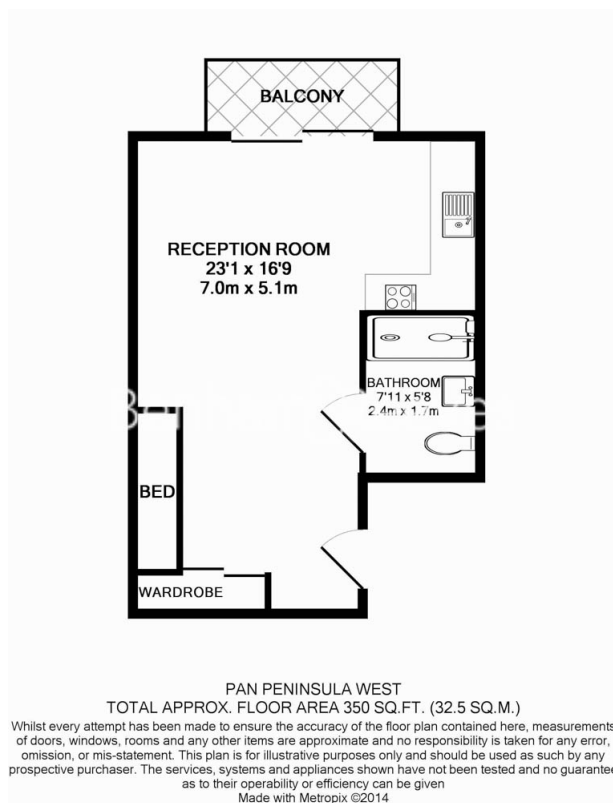 BALCONY
RECEPTION ROOM
23'1 x 16'9
7.0m x 5.1m
BATHROOM
7'11 x 5'8
2.4m x 1.7m
BED
WARDROBE
PAN PENINSULA WEST
TOTAL APPROX. FLOOR AREA 350 SQ.FT. (32.5 SQ.M.)
Whilst every attempt has been made to ensure the accuracy of the floor plan contained here, measurements
of doors, windows, rooms and any other items are approximate and no responsibility is taken for any error,
omission, or mis-statement. This plan is for illustrative purposes only and should be used as such by any
prospective purchaser. The services, systems and appliances shown have not been tested and no guarantee
as to their operability or efficiency can be given
Made with Metropix ©2014